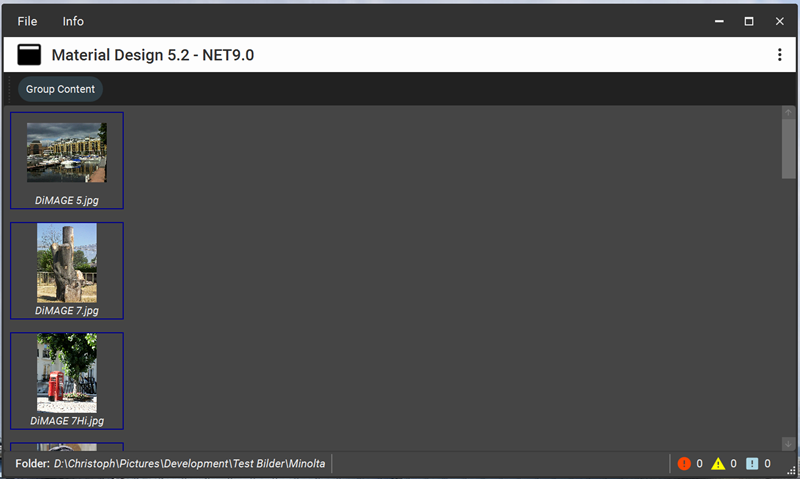 File Info
Material Design 5.2 - NET9.0
Group Content
DiMAGE 5.jpg
DiMAGE 7.jpg
DiMAGE 7Hi.jpg
Folder: D:\Christoph\Pictures\Development\Test Bilder\Minolta
0 0 0